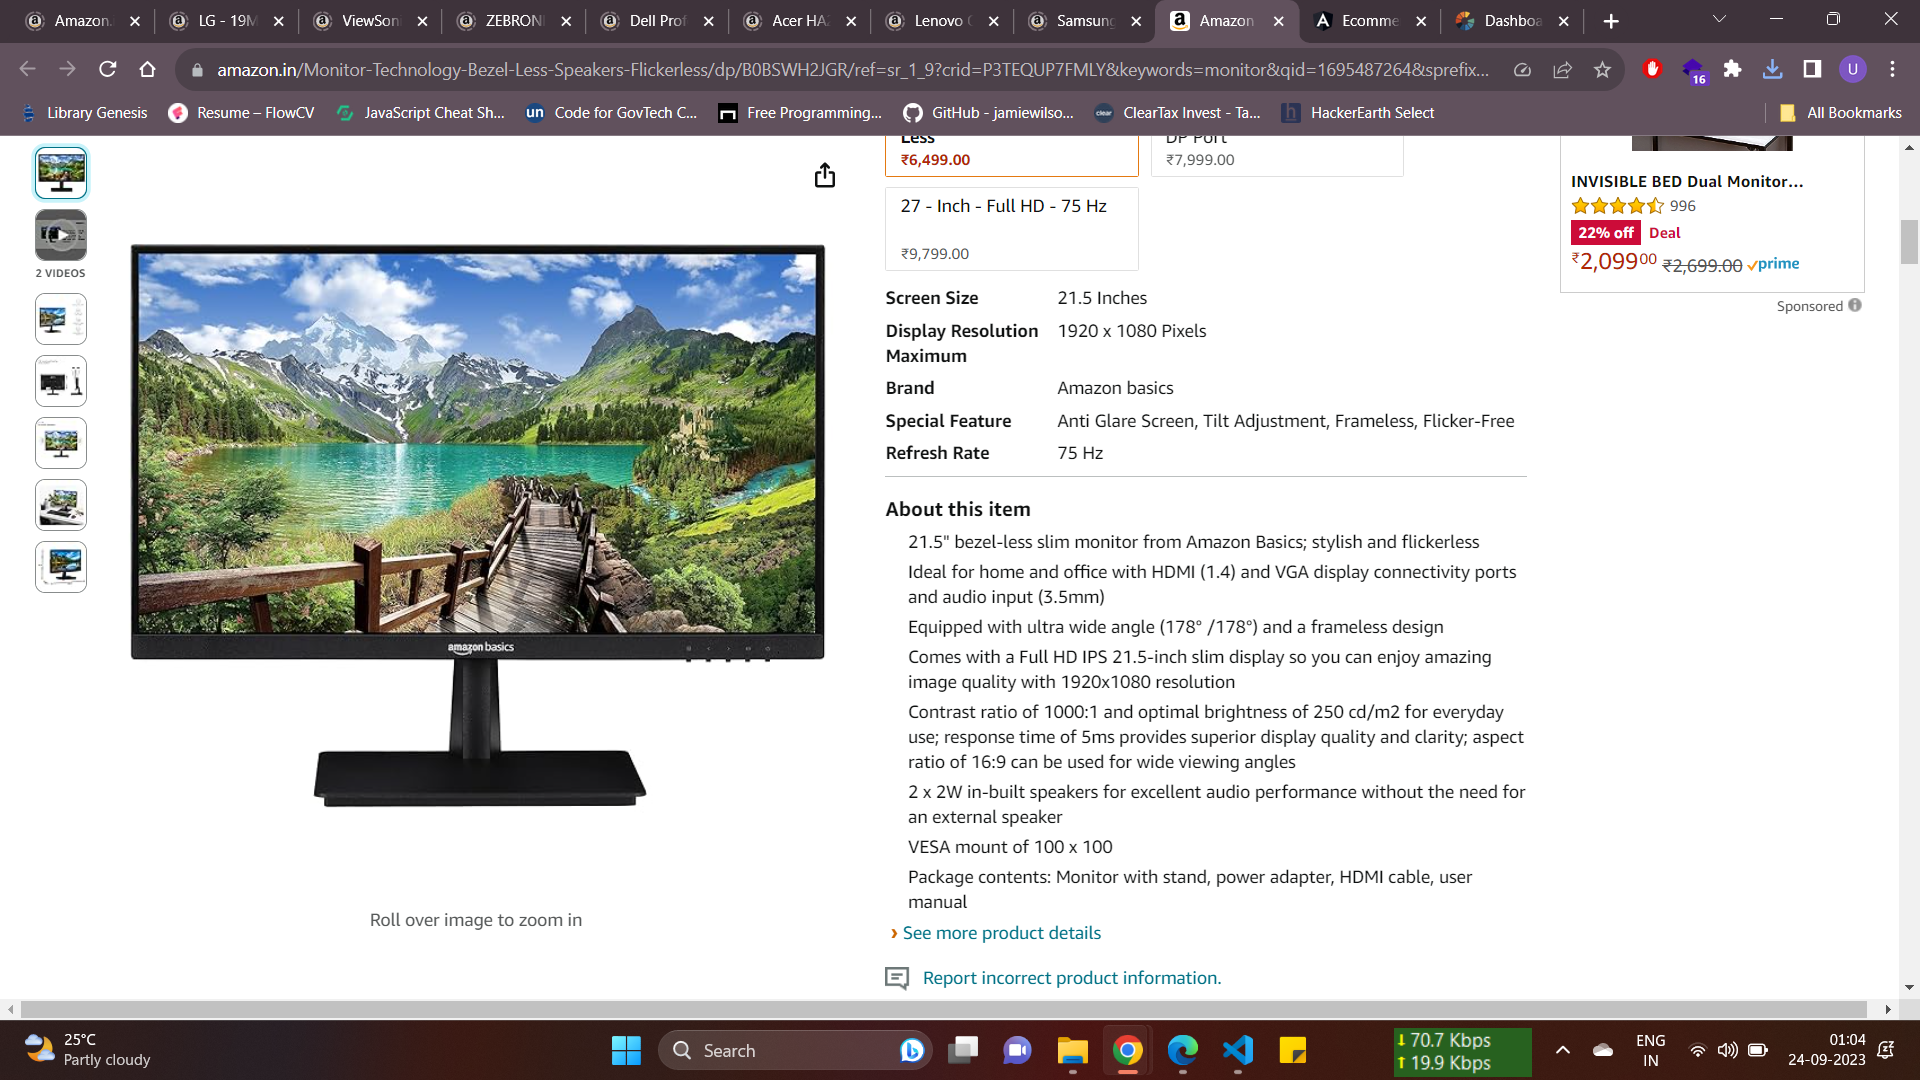 Amazon.
LG - 19M
ViewSoni
ZEBRONI
Dell Prof
Acer HA2
Lenovo
Samsung
Amazon
Ecomme
Dashboa
amazon.in/Monitor-Technology-Bezel-Less-Speakers-Flickerless/dp/B0BSWH2JGR/ref=sr_1_9?crid=P3TEQUP7FMLY&keywords=monitor&qid=1695487264&sprefix...
16
U
Library Genesis
Resume – FlowCV
JavaScript Cheat Sh...
un
Code for GovTech C...
Free Programming...
GitHub - jamiewilso...
clear
ClearTax Invest - Ta...
h
HackerEarth Select
All Bookmarks
2 VIDEOS
amazon basics
Roll over image to zoom in
Less
₹6,499.00
DP Port
₹7,999.00
27 - Inch - Full HD - 75 Hz
₹9,799.00
Screen Size 21.5 Inches
Display Resolution 1920 x 1080 Pixels
Maximum
Brand Amazon basics
Special Feature Anti Glare Screen, Tilt Adjustment, Frameless, Flicker-Free
Refresh Rate 75 Hz
About this item
21.5" bezel-less slim monitor from Amazon Basics; stylish and flickerless
Ideal for home and office with HDMI (1.4) and VGA display connectivity ports
and audio input (3.5mm)
Equipped with ultra wide angle (178° /178°) and a frameless design
Comes with a Full HD IPS 21.5-inch slim display so you can enjoy amazing
image quality with 1920x1080 resolution
Contrast ratio of 1000:1 and optimal brightness of 250 cd/m2 for everyday
use; response time of 5ms provides superior display quality and clarity; aspect
ratio of 16:9 can be used for wide viewing angles
2 x 2W in-built speakers for excellent audio performance without the need for
an external speaker
VESA mount of 100 x 100
Package contents: Monitor with stand, power adapter, HDMI cable, user
manual
› See more product details
Report incorrect product information.
INVISIBLE BED Dual Monitor...
996
22% off Deal
₹2,099⁰⁰ ₹2,699.00 prime
Sponsored
25°C
Partly cloudy
Search
70.7 Kbps
19.9 Kbps
ENG
IN
01:04
24-09-2023